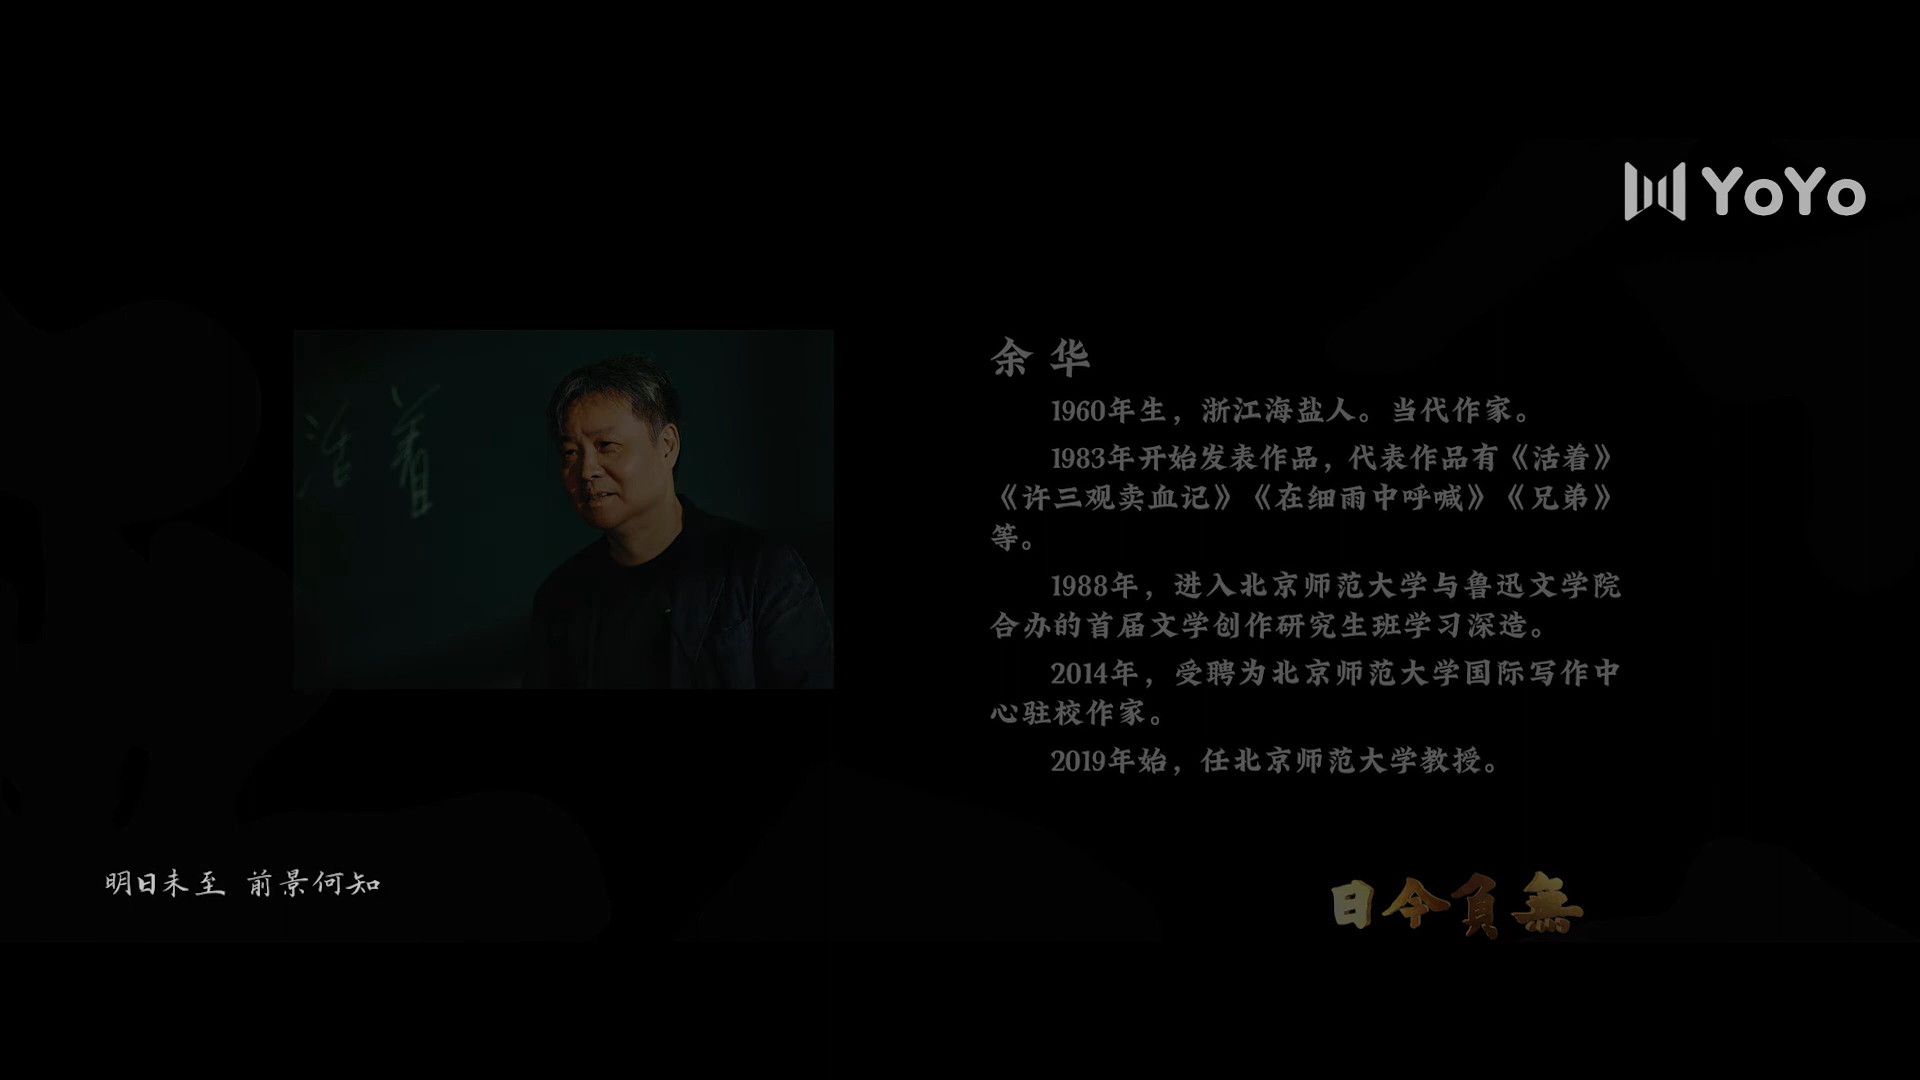 YoYo
活着
余华
1960年生，浙江海盐人。当代作家。
1983年开始发表作品，代表作品有《活着》
《许三观卖血记》《在细雨中呼喊》《兄弟》
等。
1988年，进入北京师范大学与鲁迅文学院
合办的首届文学创作研究生班学习深造。
2014年，受聘为北京师范大学国际写作中
心驻校作家。
2019年始，任北京师范大学教授。
明日未至 前景何知
日今負無